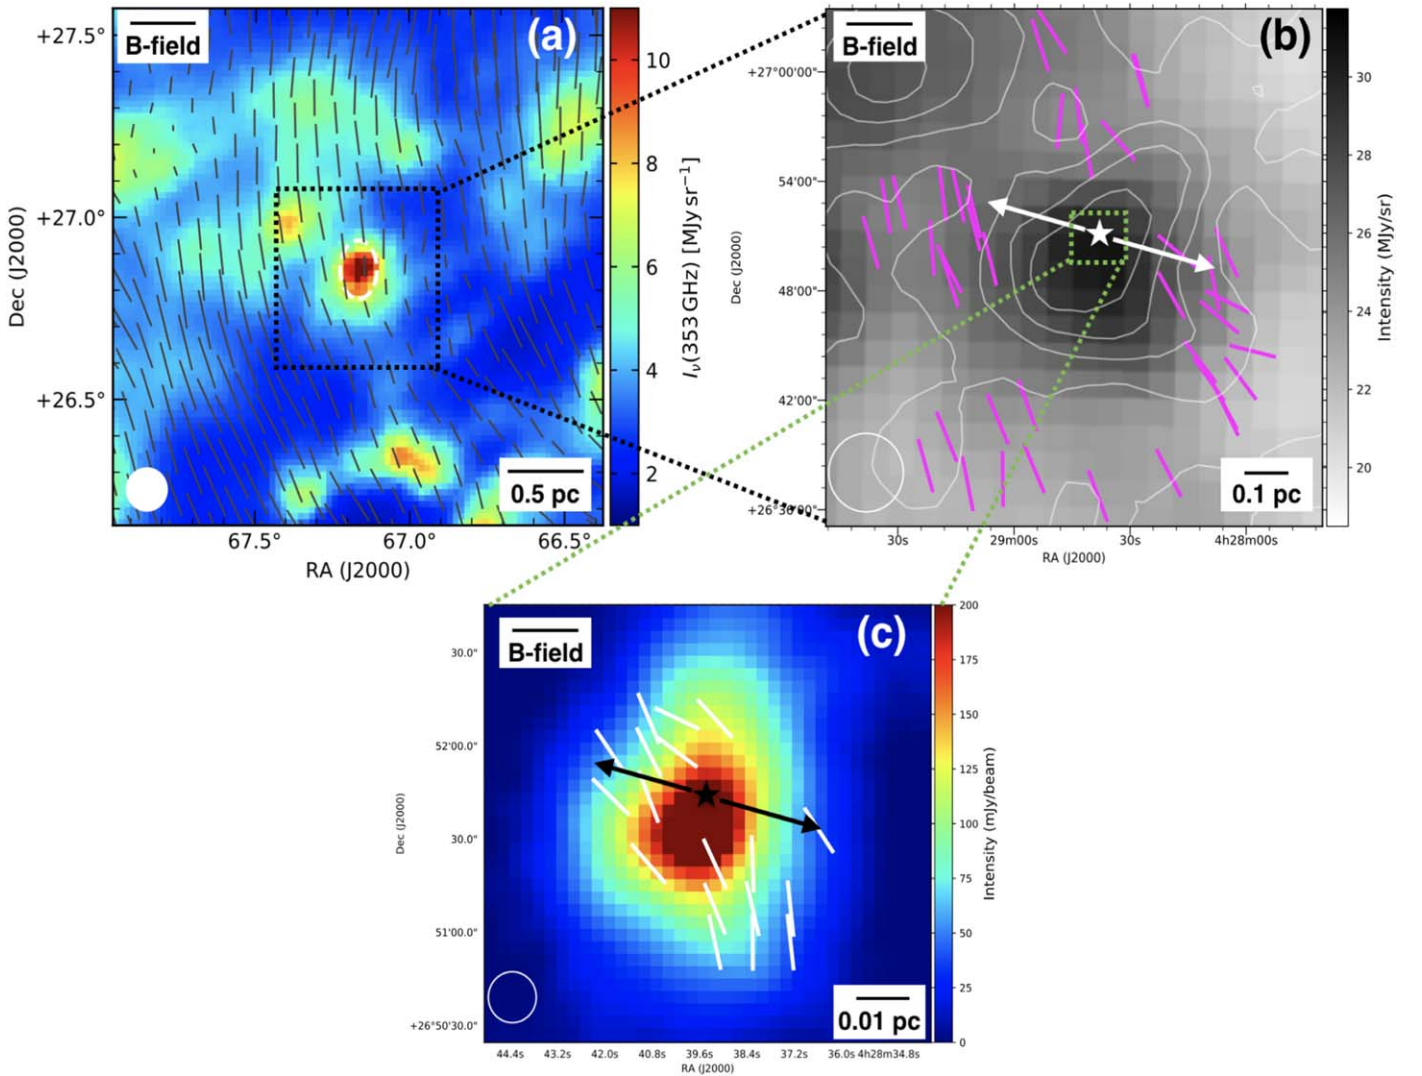 B-field
(a)
+27.5°
+27.0°
+26.5°
Dec (J2000)
67.5
67.0
66.5
RA (J2000)
0.5 pc
10
8
6
4
2
Iν(353 GHz) [MJy sr⁻¹]
B-field
(b)
+27°00'00"
54'00"
48'00"
42'00"
+26°36'00"
Dec (J2000)
30s
29m00s
30s
4h28m00s
RA (J2000)
0.1 pc
30
28
26
24
22
20
Intensity (MJy/sr)
B-field
(c)
30.0"
52'00.0"
30.0"
51'00.0"
+26°50'30.0"
Dec (J2000)
44.4s
43.2s
42.0s
40.8s
39.6s
38.4s
37.2s
36.0s
4h28m34.8s
RA (J2000)
0.01 pc
200
175
150
125
100
75
50
25
0
Intensity (mJy/beam)